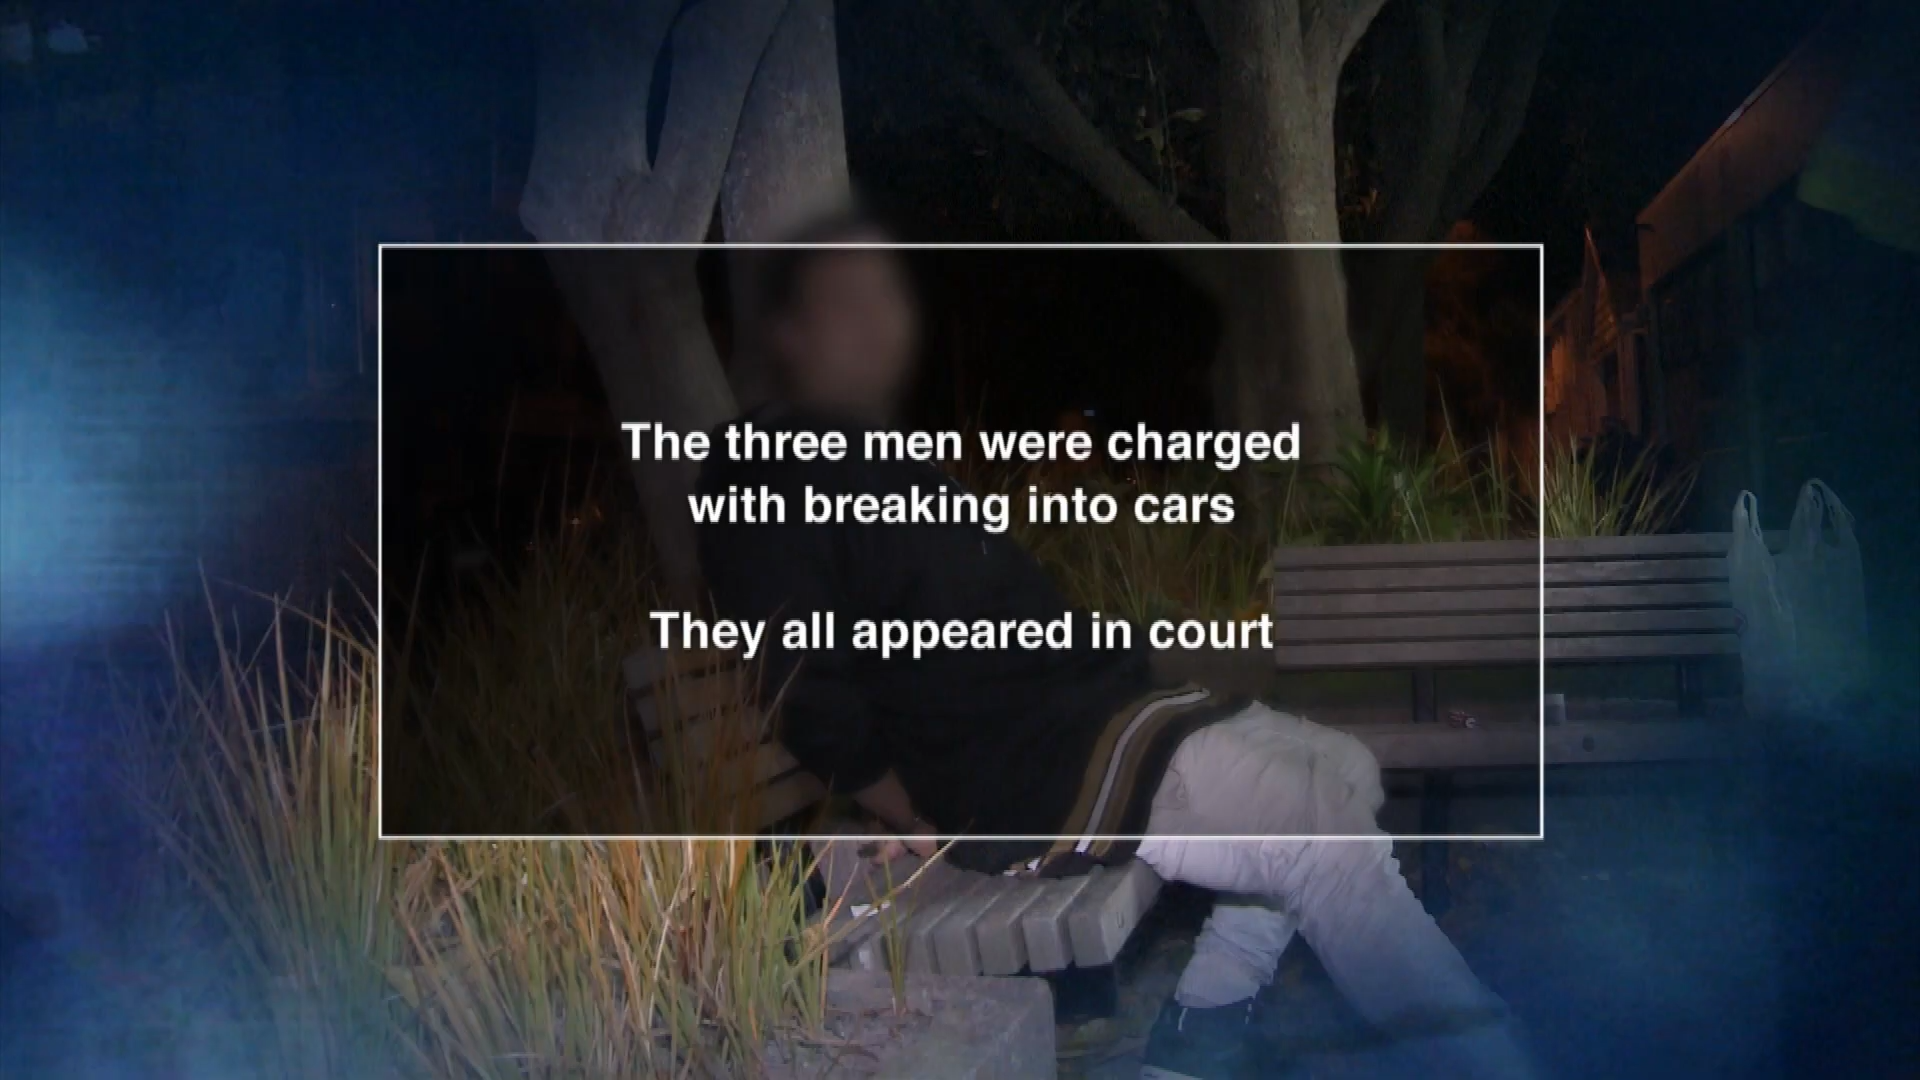 The three men were charged
with breaking into cars
They all appeared in court